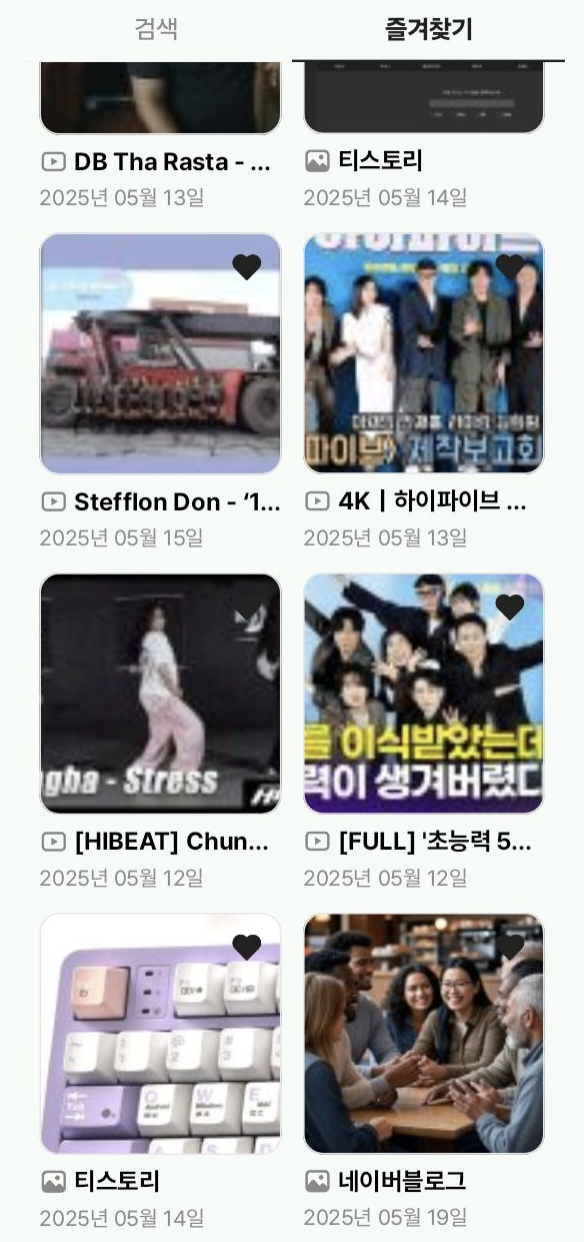 검색
즐겨찾기
DB Tha Rasta - ...
2025년 05월 13일
티스토리
2025년 05월 14일
Stefflon Don - ‘1...
2025년 05월 15일
파이브> 제작보고회
4K | 하이파이브 ...
2025년 05월 13일
gha - Stress
[HIBEAT] Chun...
2025년 05월 12일
를 이식받았는데
력이 생겨버렸다
[FULL] '초능력 5...
2025년 05월 12일
Tab
Q
W
E
Android
Windows
MAC
티스토리
2025년 05월 14일
네이버블로그
2025년 05월 19일